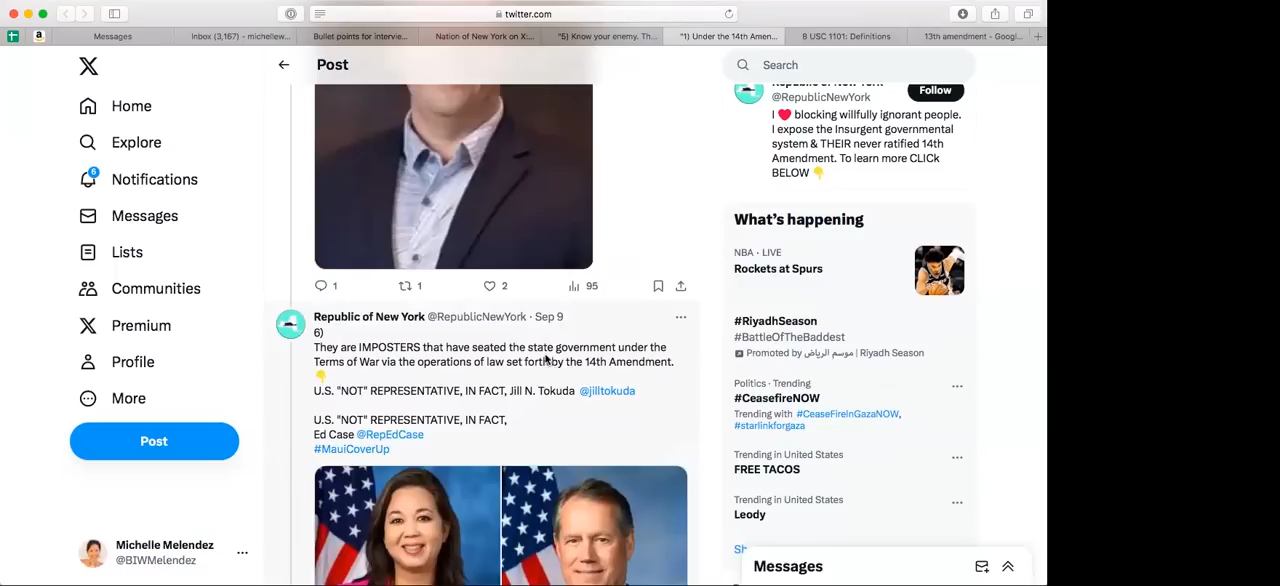 twitter.com
Messages
Inbox (3,167) - michellew...
Bullet points for intervie...
Nation of New York on X:...
"5) Know your enemy. Th...
"1) Under the 14th Amen...
8 USC 1101: Definitions
13th amendment - Googl...
Post
Search
Home
Explore
6
Notifications
Messages
Lists
Communities
Premium
Profile
More
Post
Michelle Melendez
@BIWMelendez
1
1
2
95
Republic of New York @RepublicNewYork · Sep 9
6)
They are IMPOSTERS that have seated the state government under the
Terms of War via the operations of law set forth by the 14th Amendment.
👇
U.S. "NOT" REPRESENTATIVE, IN FACT, Jill N. Tokuda @jilltokuda
U.S. "NOT" REPRESENTATIVE, IN FACT,
Ed Case @RepEdCase
#MauiCoverUp
Republic of New York
@RepublicNewYork
Follow
I ❤️ blocking willfully ignorant people.
I expose the Insurgent governmental
system & THEIR never ratified 14th
Amendment. To learn more CLICk
BELOW 👇
What's happening
NBA · LIVE
Rockets at Spurs
#RiyadhSeason
#BattleOfTheBaddest
Promoted by موسم الرياض | Riyadh Season
Politics · Trending
#CeasefireNOW
Trending with #CeaseFireInGazaNOW,
#starlinkforgaza
Trending in United States
FREE TACOS
Trending in United States
Leody
Sh
Messages